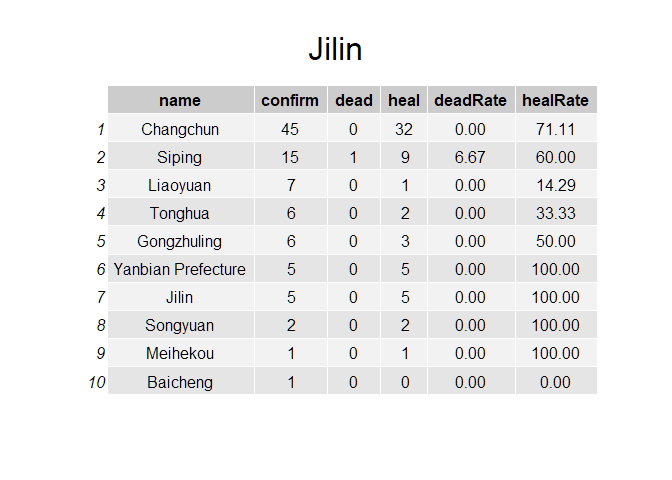 Jilin
name confirm dead heal deadRate healRate
1 Changchun 45 0 32 0.00 71.11
2 Siping 15 1 9 6.67 60.00
3 Liaoyuan 7 0 1 0.00 14.29
4 Tonghua 6 0 2 0.00 33.33
5 Gongzhuling 6 0 3 0.00 50.00
6 Yanbian Prefecture 5 0 5 0.00 100.00
7 Jilin 5 0 5 0.00 100.00
8 Songyuan 2 0 2 0.00 100.00
9 Meihekou 1 0 1 0.00 100.00
10 Baicheng 1 0 0 0.00 0.00